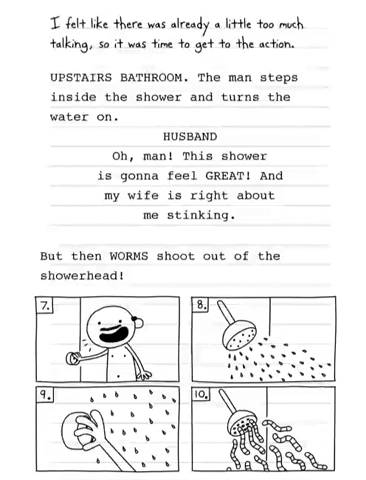 I felt like there was already a little too much
talking, so it was time to get to the action.
UPSTAIRS BATHROOM. The man steps
inside the shower and turns the
water on.
HUSBAND
Oh, man! This shower
is gonna feel GREAT! And
my wife is right about
me stinking.
But then WORMS shoot out of the
showerhead!
7.
8.
9.
10.